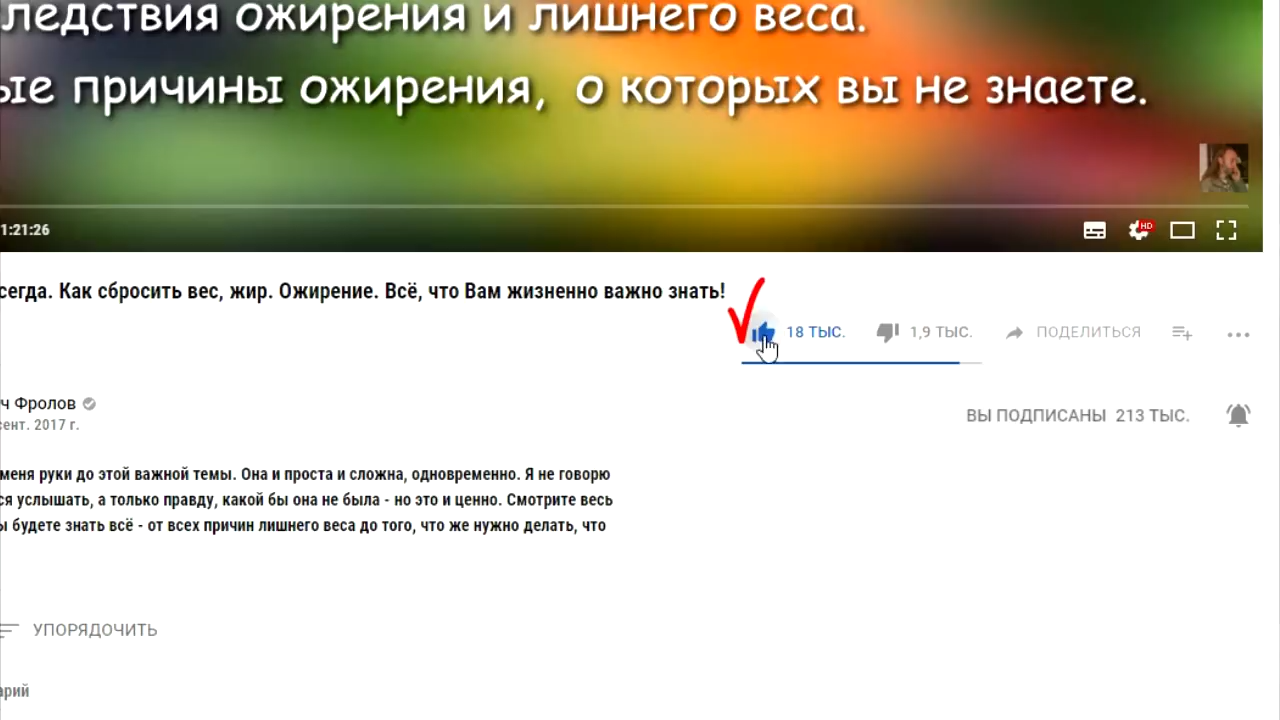 ледствия ожирения и лишнего веса.
ые причины ожирения, о которых вы не знаете.
1:21:26
HD
сегда. Как сбросить вес, жир. Ожирение. Всё, что Вам жизненно важно знать!
18 ТЫС. 1,9 ТЫС. ПОДЕЛИТЬСЯ
ч Фролов
сент. 2017 г.
ВЫ ПОДПИСАНЫ 213 ТЫС.
меня руки до этой важной темы. Она и проста и сложна, одновременно. Я не говорю
ся услышать, а только правду, какой бы она не была - но это и ценно. Смотрите весь
ы будете знать всё - от всех причин лишнего веса до того, что же нужно делать, что
УПОРЯДОЧИТЬ
арий